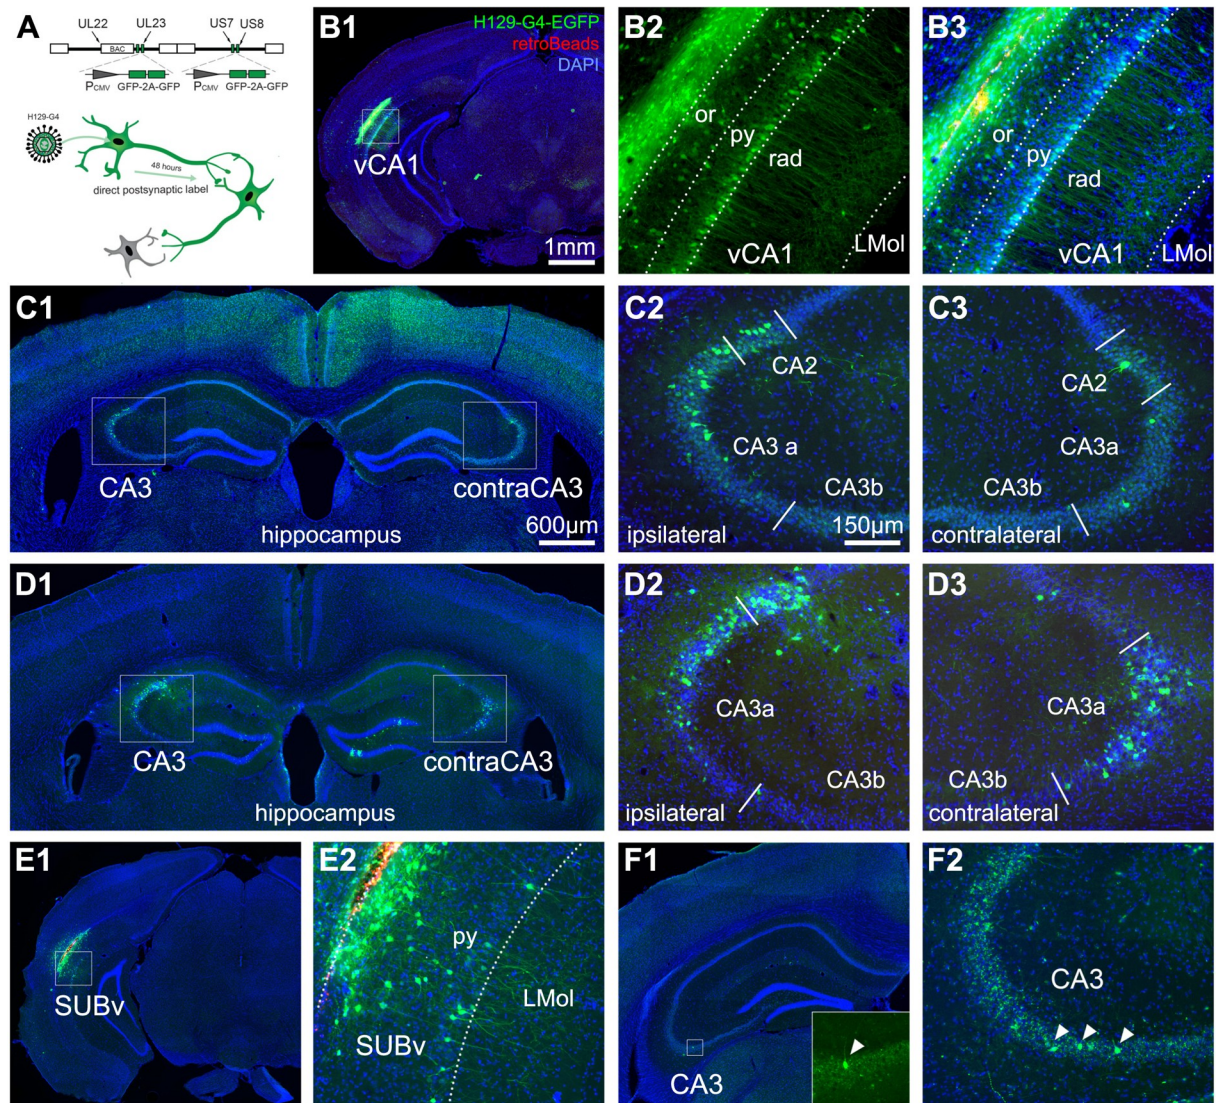 A
UL22
UL23
US7
US8
BAC
PCMV
GFP-2A-GFP
PCMV
GFP-2A-GFP
H129-G4
48 hours
direct postsynaptic label
B1
H129-G4-EGFP
retroBeads
DAPI
vCA1
1mm
B2
or
py
rad
vCA1
LMol
B3
or
py
rad
vCA1
LMol
C1
CA3
contraCA3
600μm
hippocampus
C2
CA2
CA3 a
CA3b
ipsilateral
150μm
C3
CA2
CA3a
CA3b
contralateral
D1
CA3
contraCA3
hippocampus
D2
CA3a
CA3b
ipsilateral
D3
CA3a
CA3b
contralateral
E1
SUBv
E2
py
LMol
SUBv
F1
CA3
F2
CA3